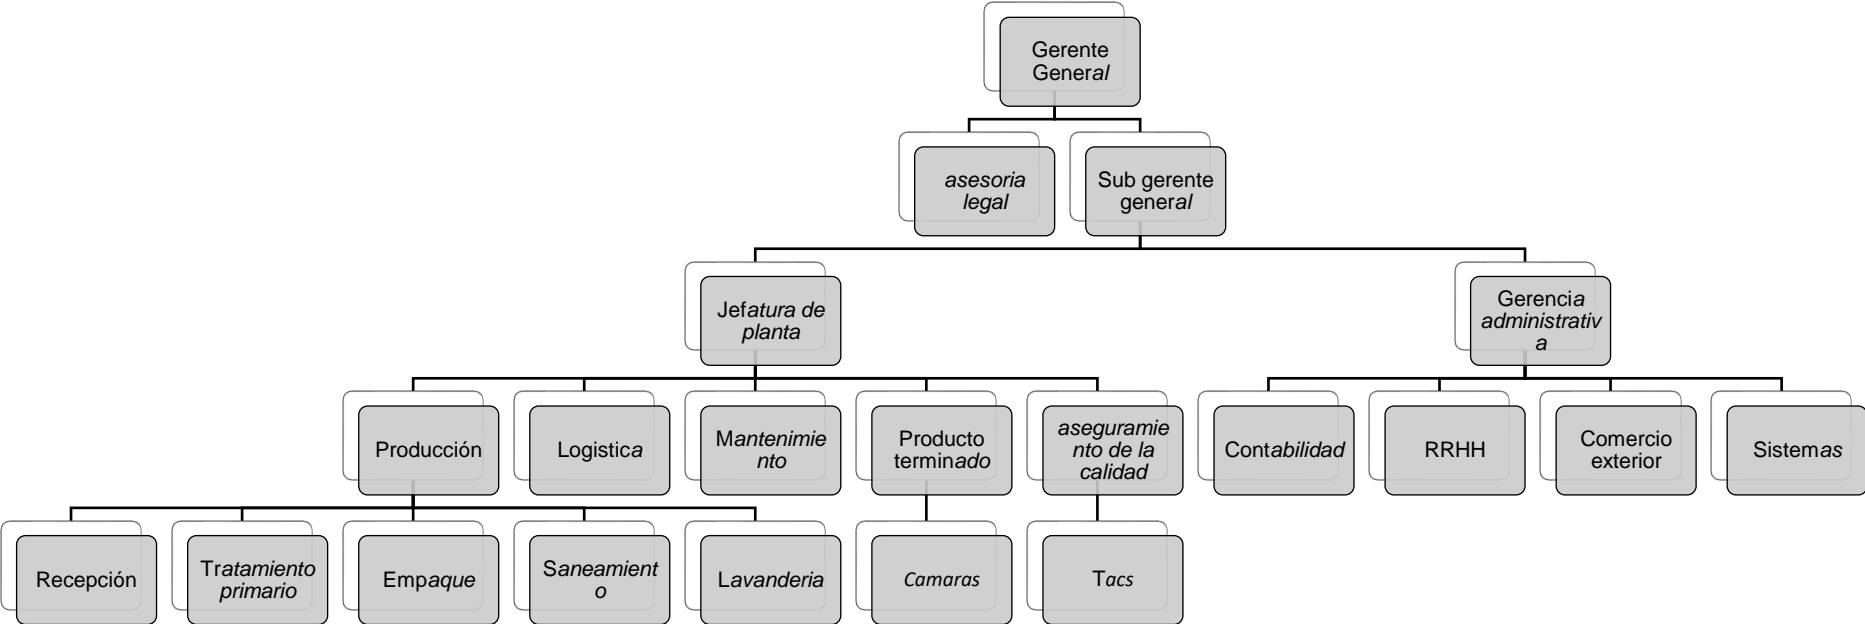 Gerente
General
asesoria
legal
Sub gerente
general
Jefatura de
planta
Gerencia
administrativ
a
Producción
Logistica
Mantenimie
nto
Producto
terminado
aseguramie
nto de la
calidad
Contabilidad
RRHH
Comercio
exterior
Sistemas
Recepción
Tratamiento
primario
Empaque
Saneamient
o
Lavanderia
Camaras
Tacs